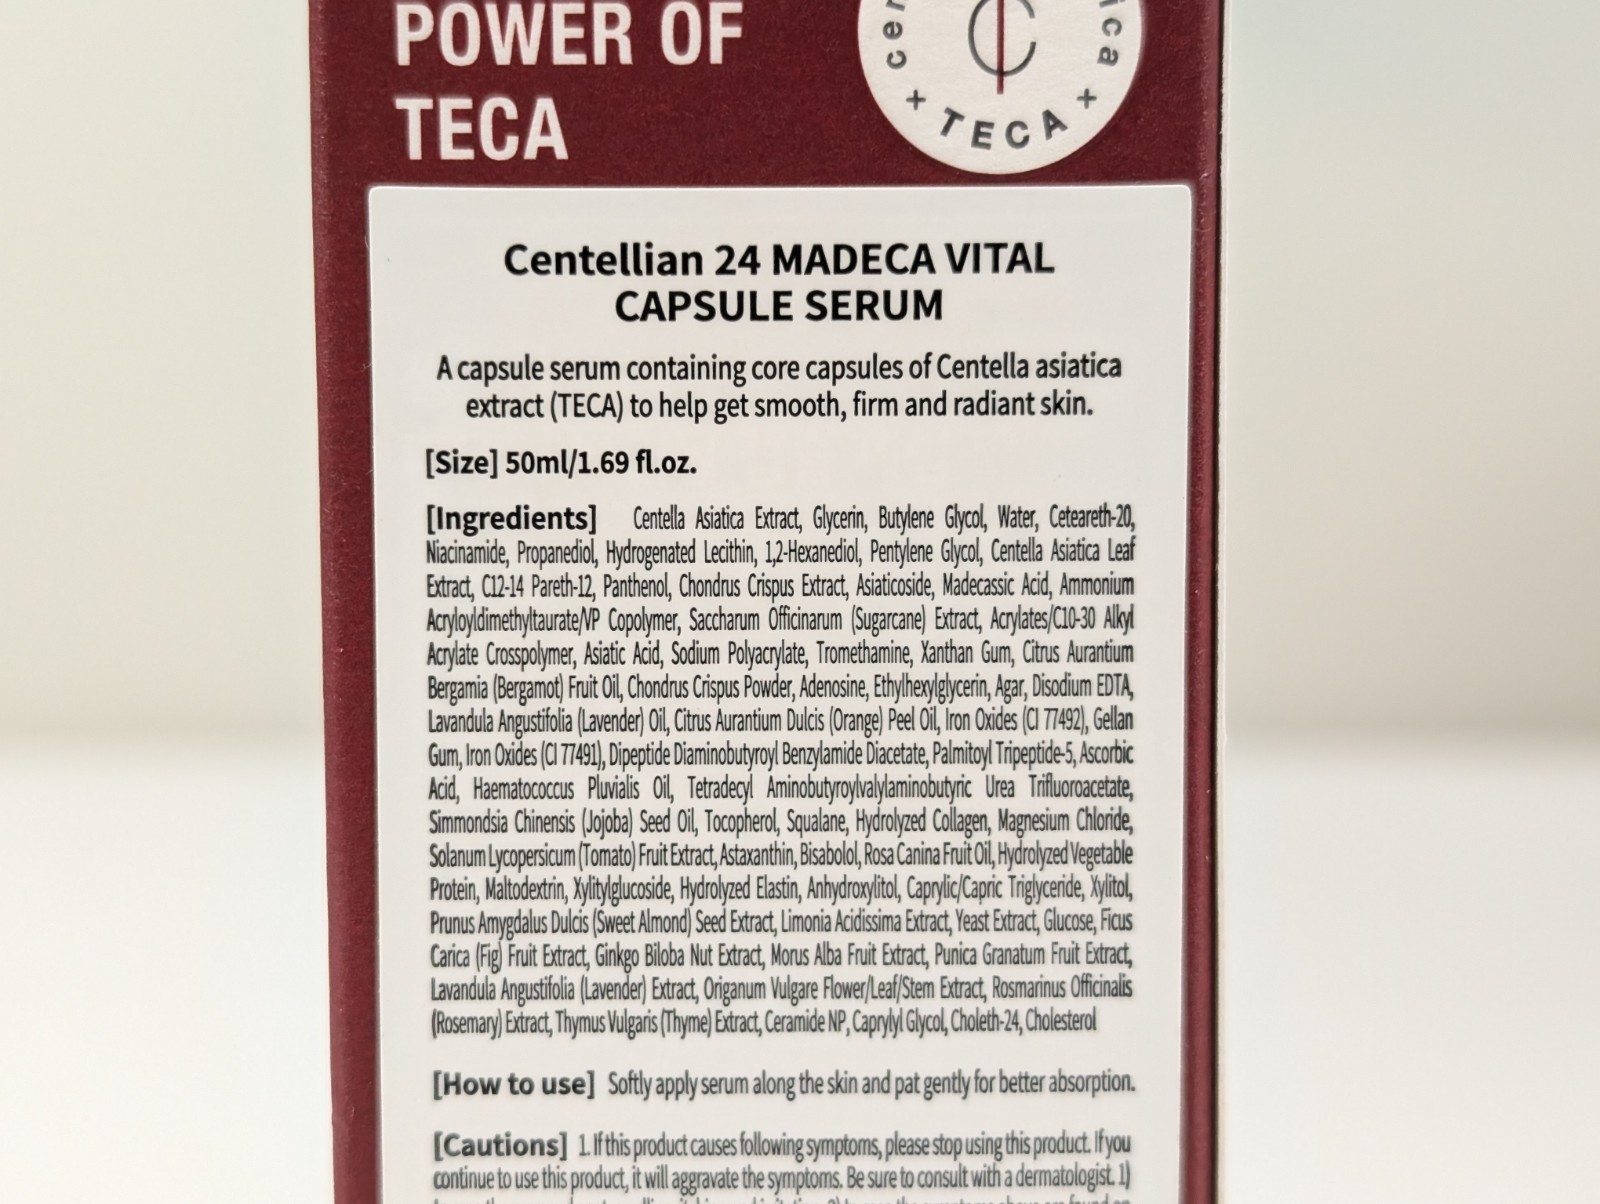 POWER OF
TECA
cer
ica
+ TECA +
Centellian 24 MADECA VITAL
CAPSULE SERUM
A capsule serum containing core capsules of Centella asiatica
extract (TECA) to help get smooth, firm and radiant skin.
[Size] 50ml/1.69 fl.oz.
[Ingredients] Centella Asiatica Extract, Glycerin, Butylene Glycol, Water, Ceteareth-20,
Niacinamide, Propanediol, Hydrogenated Lecithin, 1,2-Hexanediol, Pentylene Glycol, Centella Asiatica Leaf
Extract, C12-14 Pareth-12, Panthenol, Chondrus Crispus Extract, Asiaticoside, Madecassic Acid, Ammonium
Acryloyldimethyltaurate/VP Copolymer, Saccharum Officinarum (Sugarcane) Extract, Acrylates/C10-30 Alkyl
Acrylate Crosspolymer, Asiatic Acid, Sodium Polyacrylate, Tromethamine, Xanthan Gum, Citrus Aurantium
Bergamia (Bergamot) Fruit Oil, Chondrus Crispus Powder, Adenosine, Ethylhexylglycerin, Agar, Disodium EDTA,
Lavandula Angustifolia (Lavender) Oil, Citrus Aurantium Dulcis (Orange) Peel Oil, Iron Oxides (CI 77492), Gellan
Gum, Iron Oxides (CI 77491), Dipeptide Diaminobutyroyl Benzylamide Diacetate, Palmitoyl Tripeptide-5, Ascorbic
Acid, Haematococcus Pluvialis Oil, Tetradecyl Aminobutyroylvalylaminobutyric Urea Trifluoroacetate,
Simmondsia Chinensis (Jojoba) Seed Oil, Tocopherol, Squalane, Hydrolyzed Collagen, Magnesium Chloride,
Solanum Lycopersicum (Tomato) Fruit Extract, Astaxanthin, Bisabolol, Rosa Canina Fruit Oil, Hydrolyzed Vegetable
Protein, Maltodextrin, Xylitylglucoside, Hydrolyzed Elastin, Anhydroxylitol, Caprylic/Capric Triglyceride, Xylitol,
Prunus Amygdalus Dulcis (Sweet Almond) Seed Extract, Limonia Acidissima Extract, Yeast Extract, Glucose, Ficus
Carica (Fig) Fruit Extract, Ginkgo Biloba Nut Extract, Morus Alba Fruit Extract, Punica Granatum Fruit Extract,
Lavandula Angustifolia (Lavender) Extract, Origanum Vulgare Flower/Leaf/Stem Extract, Rosmarinus Officinalis
(Rosemary) Extract, Thymus Vulgaris (Thyme) Extract, Ceramide NP, Caprylyl Glycol, Choleth-24, Cholesterol
[How to use] Softly apply serum along the skin and pat gently for better absorption.
[Cautions] 1. If this product causes following symptoms, please stop using this product. If you
continue to use this product, it will aggravate the symptoms. Be sure to consult with a dermatologist. 1)